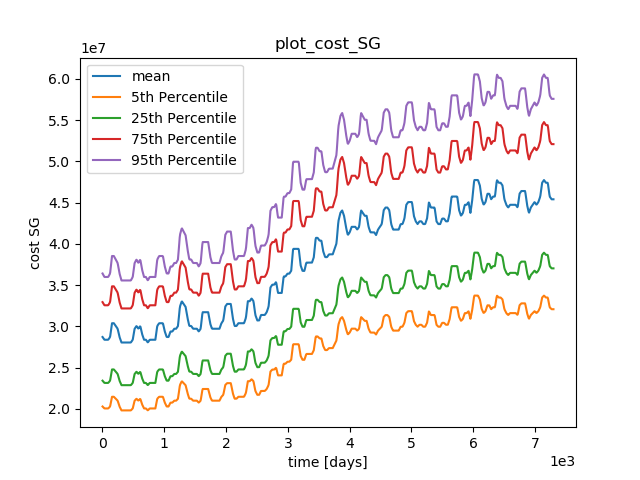 plot_cost_SG
1e7
mean
5th Percentile
25th Percentile
75th Percentile
95th Percentile
6.0
5.5
5.0
4.5
4.0
3.5
3.0
2.5
2.0
cost SG
0 1 2 3 4 5 6 7
time [days]
1e3